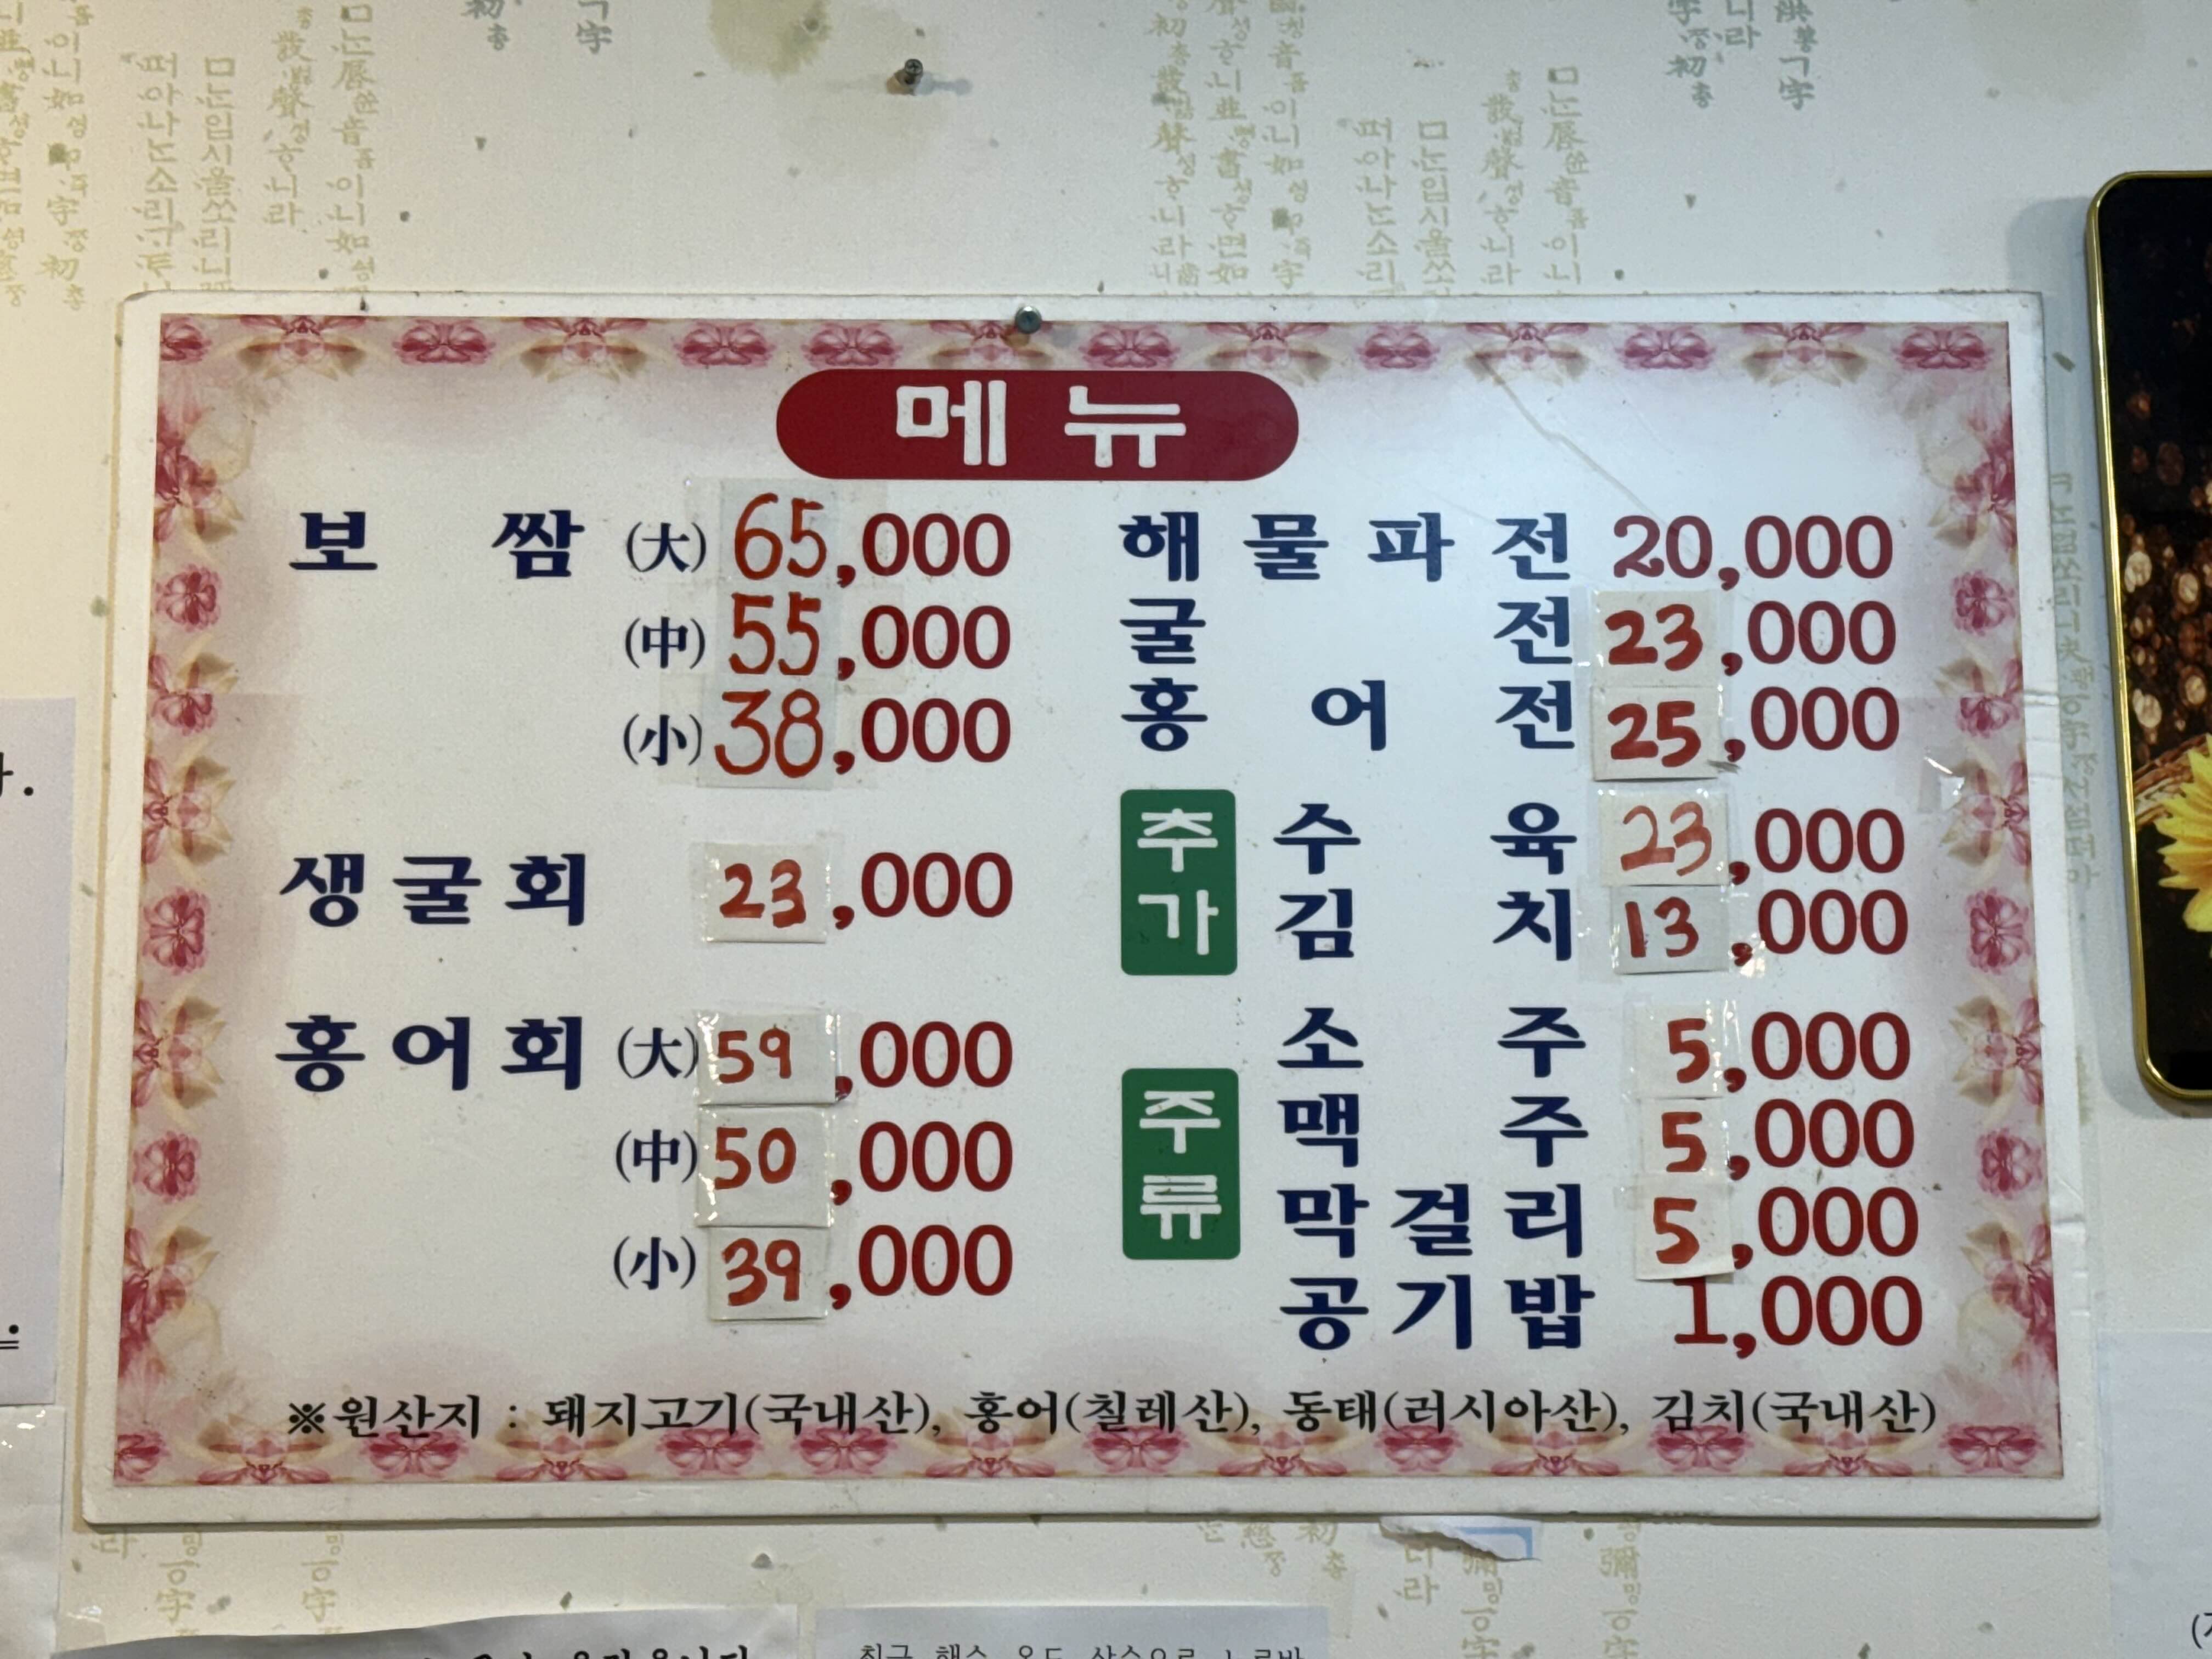 메뉴
보쌈 (大) 65,000
(中) 55,000
(小) 38,000
생굴회 23,000
홍어회 (大) 59,000
(中) 50,000
(小) 39,000
해물파전 20,000
굴전 23,000
홍어전 25,000
추가
수육 23,000
김치 13,000
주류
소주 5,000
맥주 5,000
막걸리 5,000
공기밥 1,000
※원산지 : 돼지고기(국내산), 홍어(칠레산), 동태(러시아산), 김치(국내산)